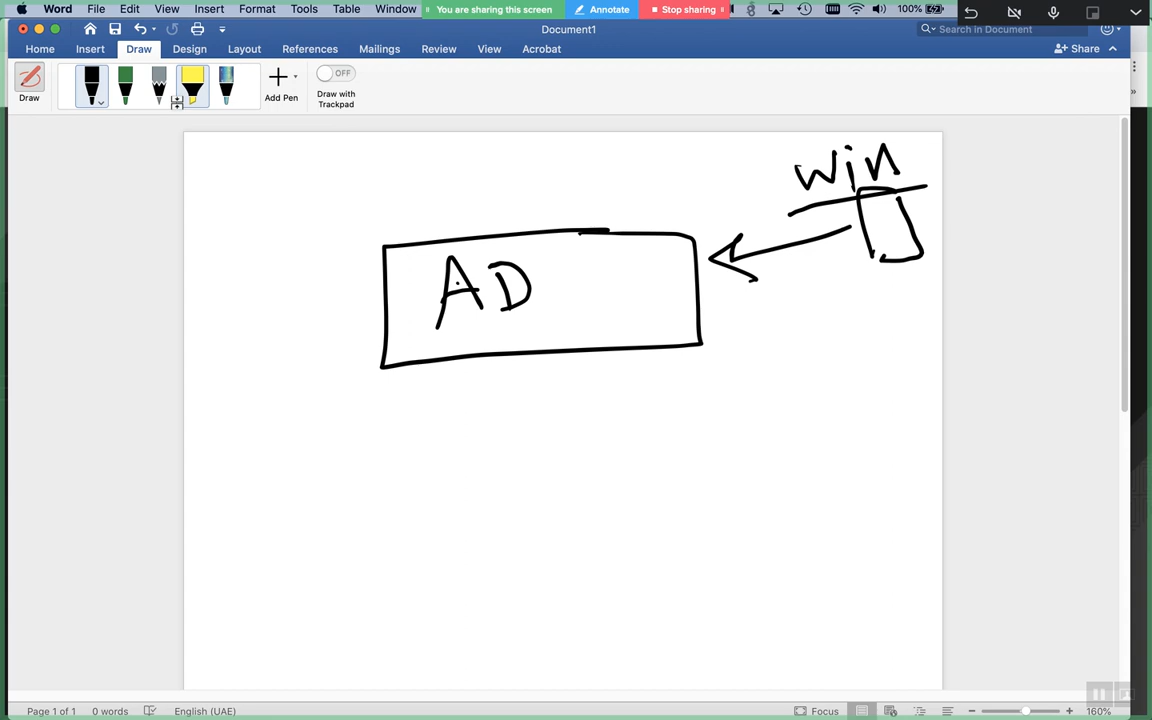 Word File Edit View Insert Format Tools Table Window You are sharing this screen Annotate Stop sharing 100%
Document1 Search in Document
Home Insert Draw Design Layout References Mailings Review View Acrobat Share
OFF
Draw Add Pen Draw with
Trackpad
win
AD
Page 1 of 1 0 words English (UAE) Focus 160%